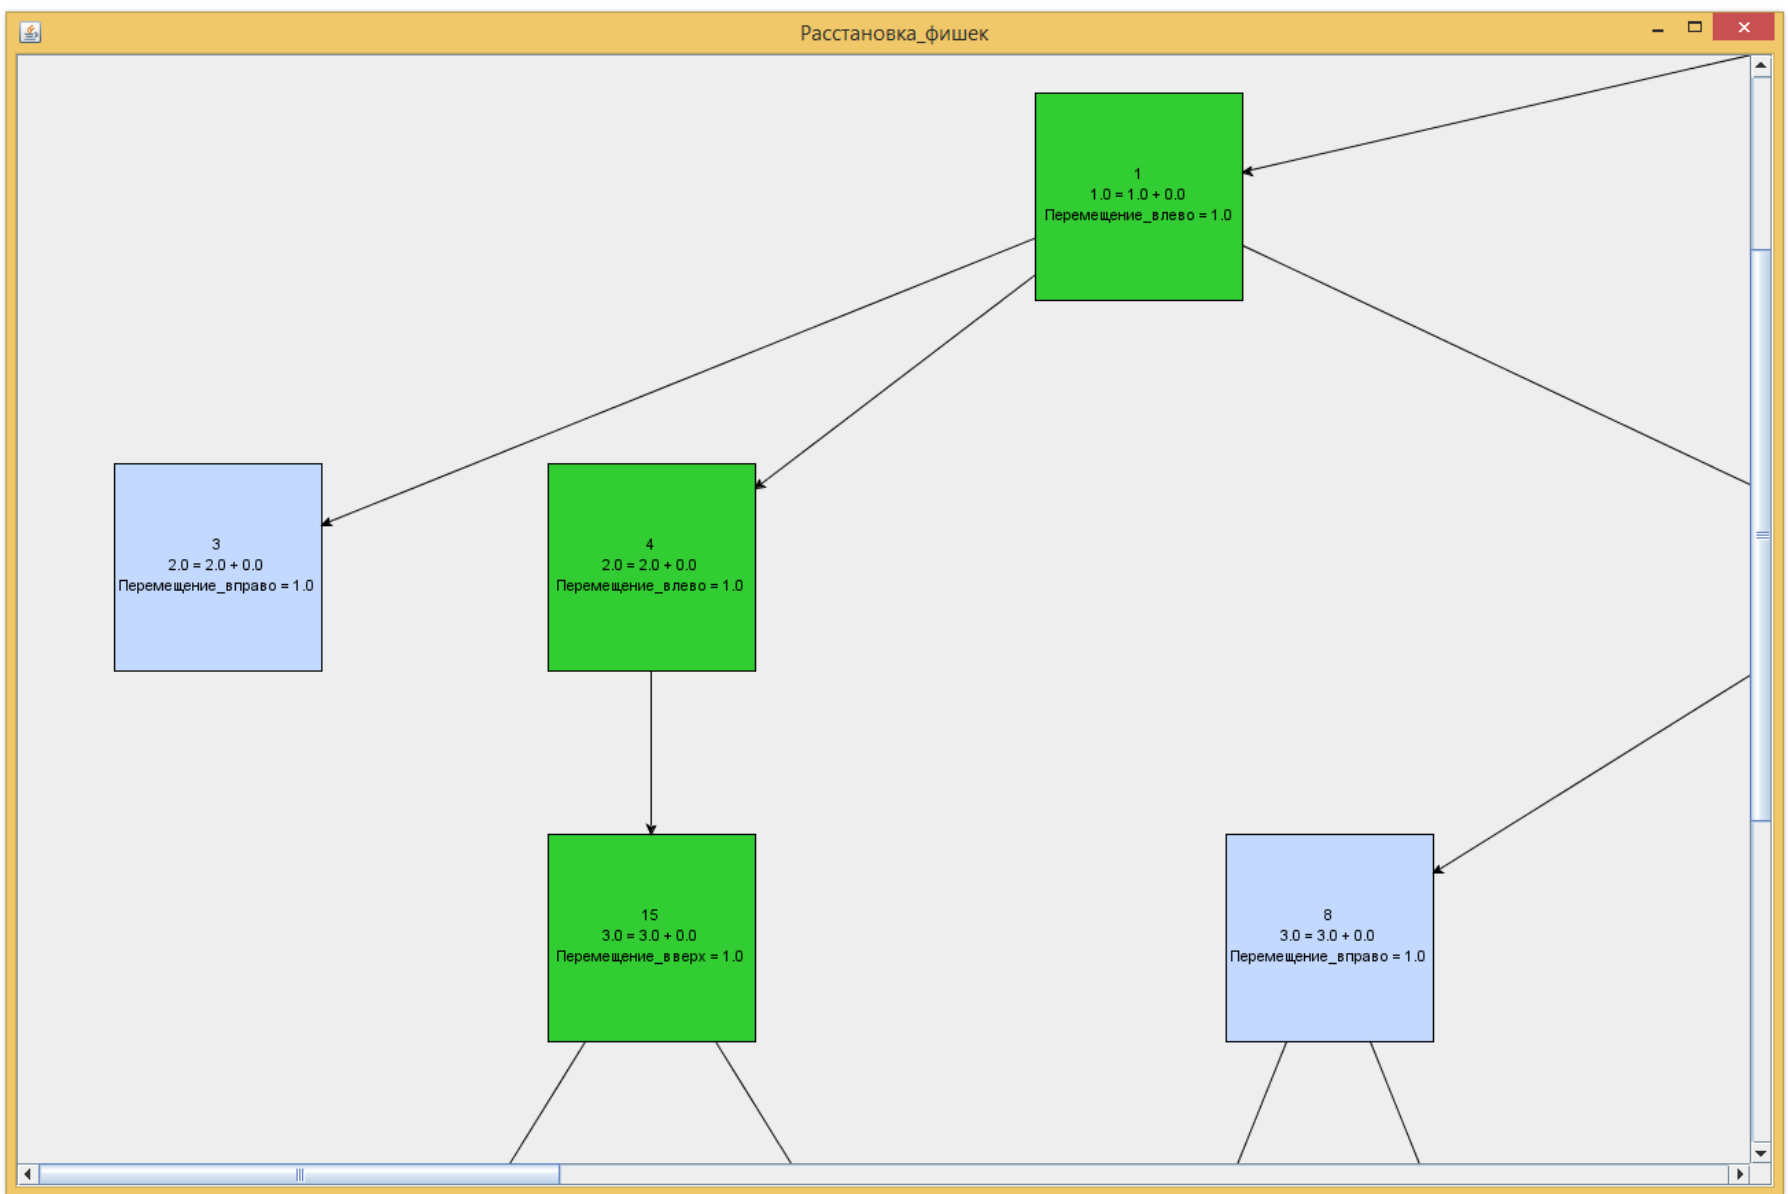 Расстановка_фишек
1
1.0 = 1.0 + 0.0
Перемещение_влево = 1.0
3
2.0 = 2.0 + 0.0
Перемещение_вправо = 1.0
4
2.0 = 2.0 + 0.0
Перемещение_влево = 1.0
15
3.0 = 3.0 + 0.0
Перемещение_вверх = 1.0
8
3.0 = 3.0 + 0.0
Перемещение_вправо = 1.0